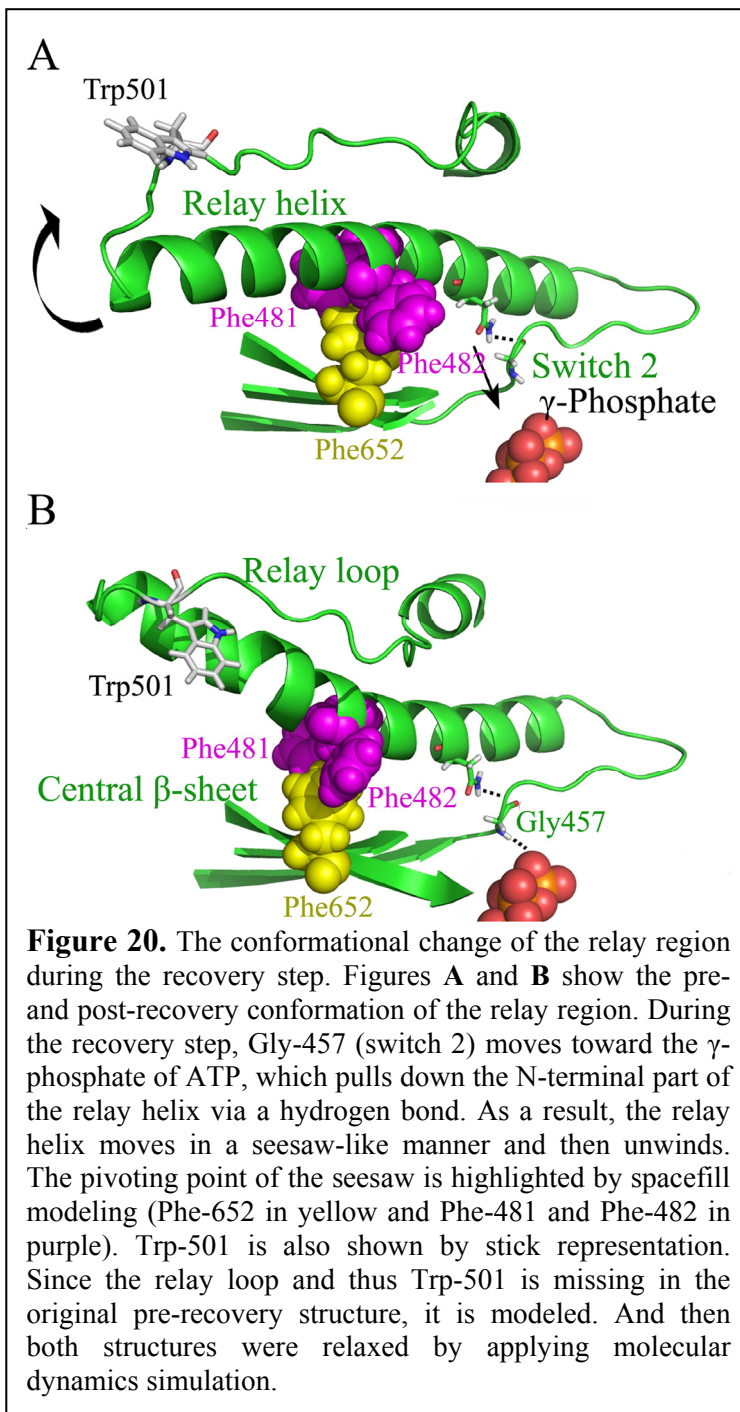 A
Trp501
Relay helix
Phe481
Phe482
Switch 2
γ-Phosphate
Phe652
B
Relay loop
Trp501
Phe481
Central β-sheet
Phe482
Gly457
Phe652
Figure 20. The conformational change of the relay region
during the recovery step. Figures A and B show the pre-
and post-recovery conformation of the relay region. During
the recovery step, Gly-457 (switch 2) moves toward the γ-
phosphate of ATP, which pulls down the N-terminal part of
the relay helix via a hydrogen bond. As a result, the relay
helix moves in a seesaw-like manner and then unwinds.
The pivoting point of the seesaw is highlighted by spacefill
modeling (Phe-652 in yellow and Phe-481 and Phe-482 in
purple). Trp-501 is also shown by stick representation.
Since the relay loop and thus Trp-501 is missing in the
original pre-recovery structure, it is modeled. And then
both structures were relaxed by applying molecular
dynamics simulation.